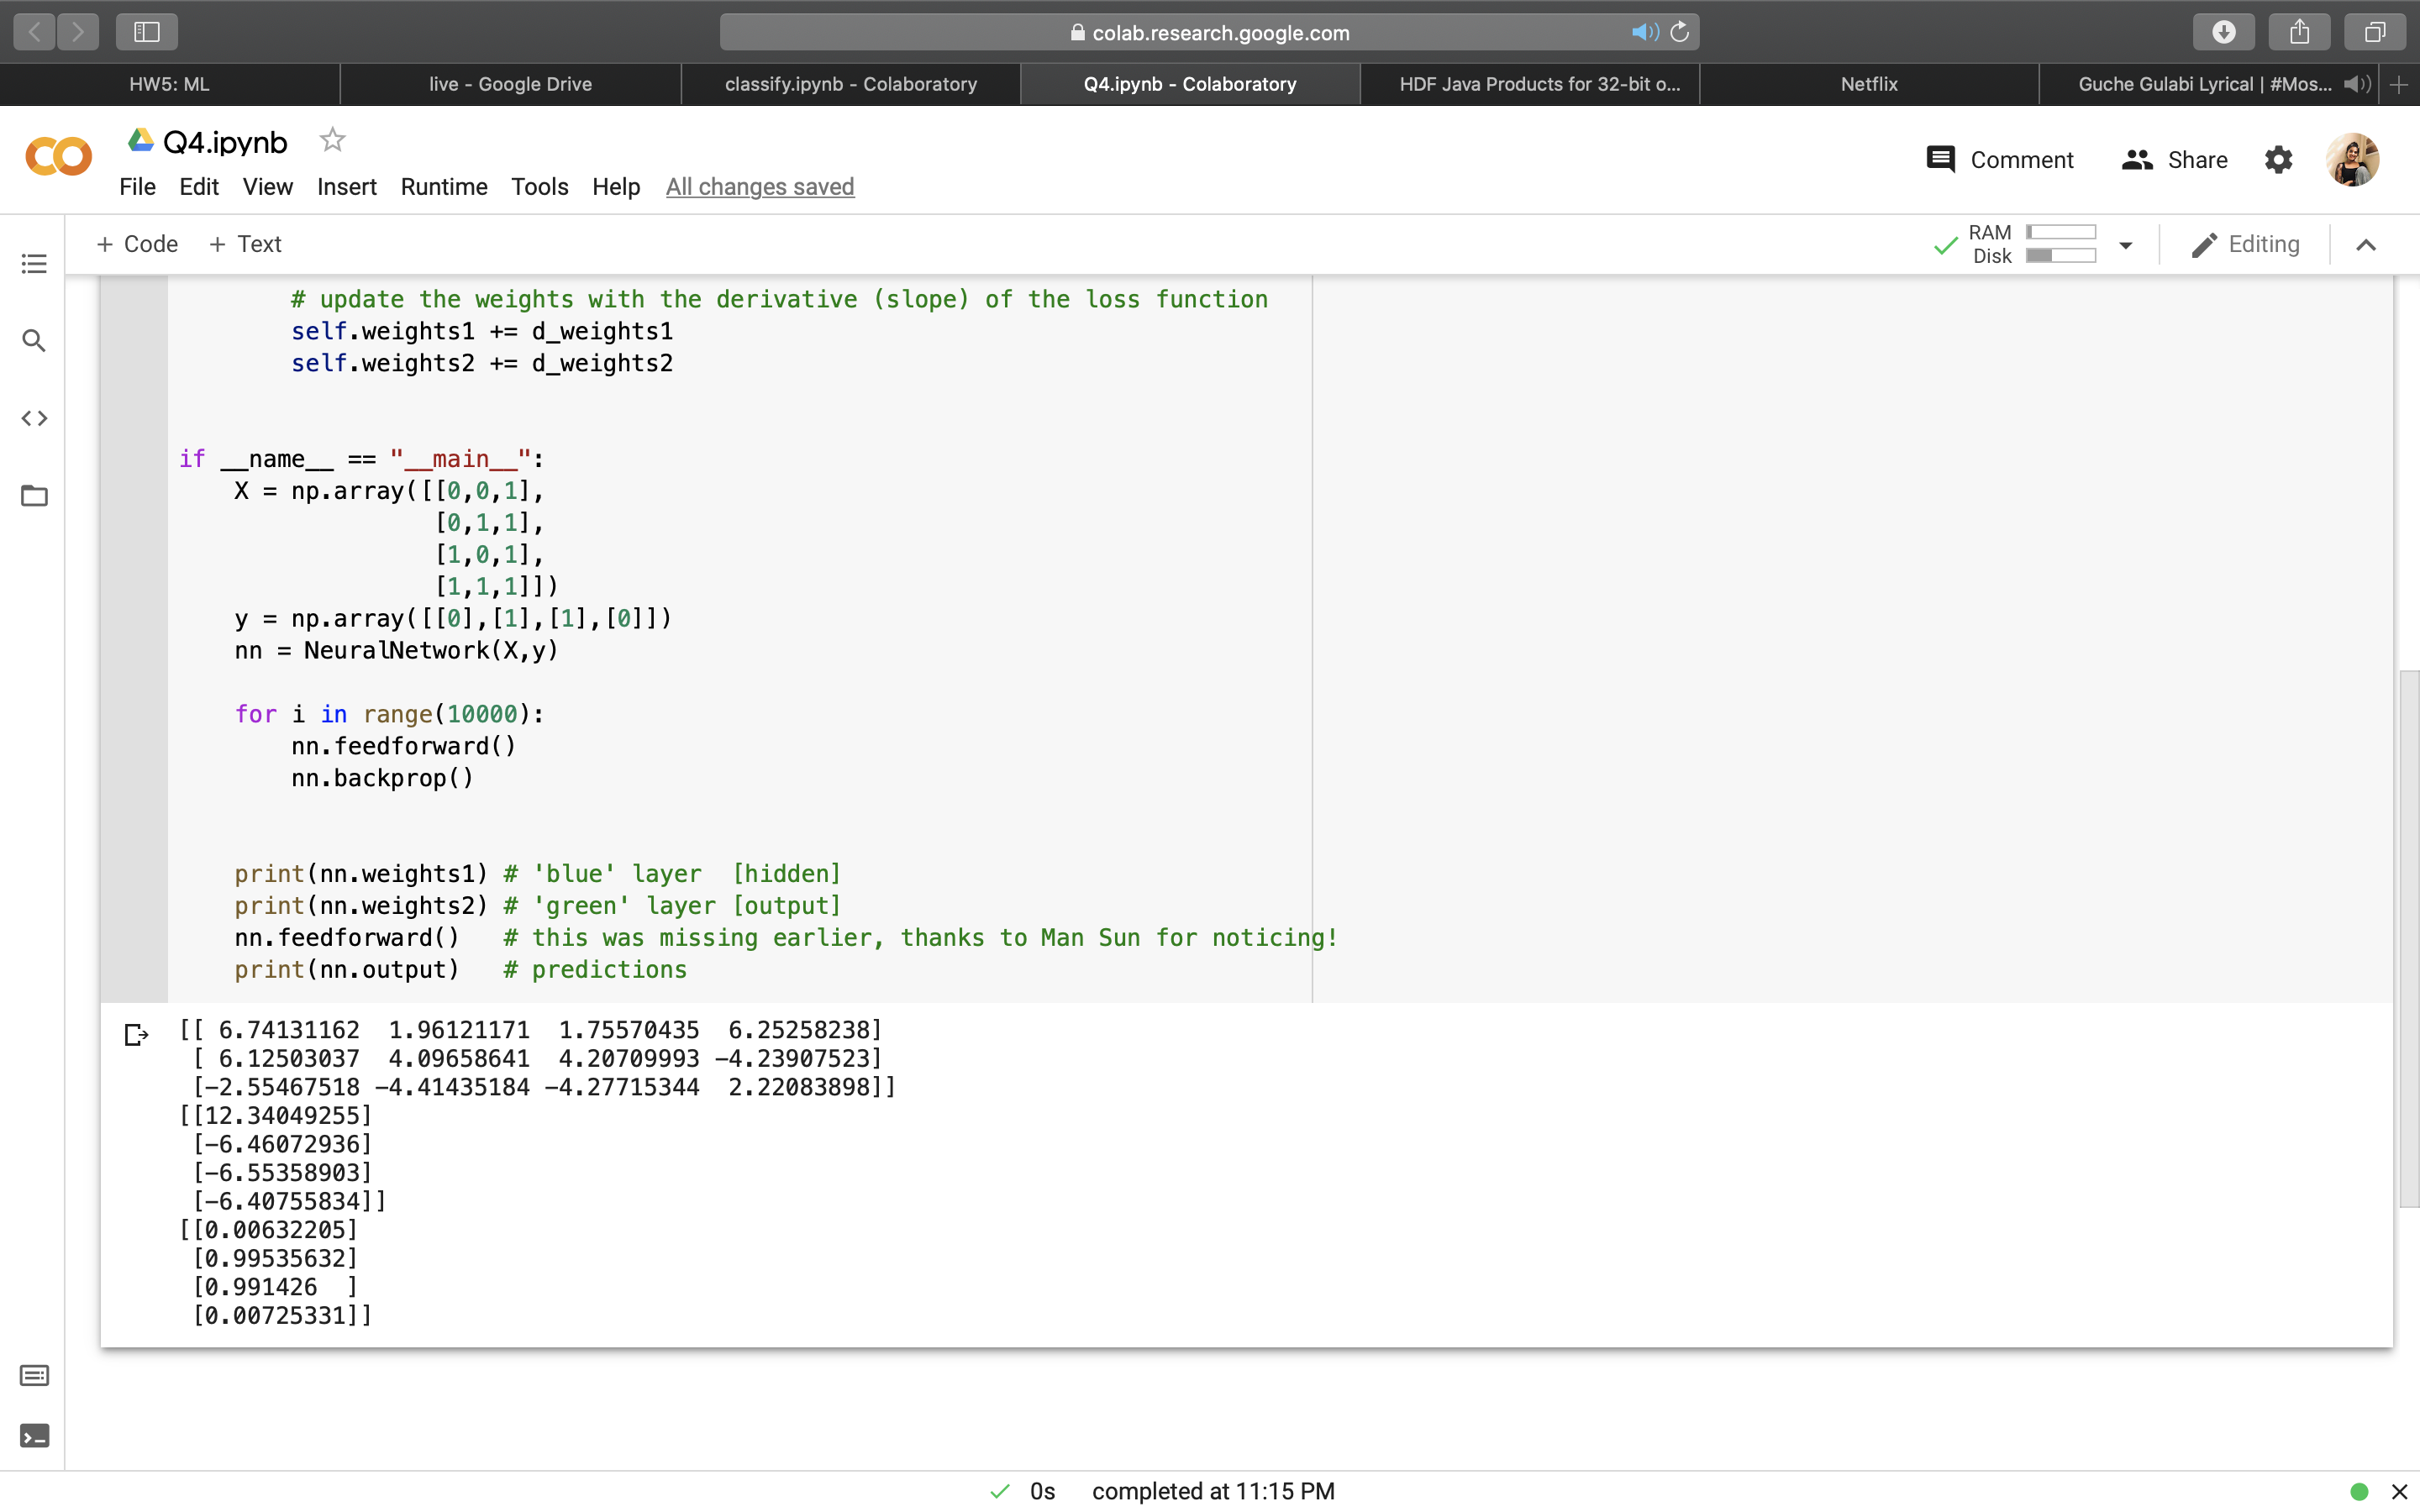 colab.research.google.com
HW5: ML
live - Google Drive
classify.ipynb - Colaboratory
Q4.ipynb - Colaboratory
HDF Java Products for 32-bit o...
Netflix
Guche Gulabi Lyrical | #Mos...
Q4.ipynb
Comment
Share
File Edit View Insert Runtime Tools Help All changes saved
+ Code + Text
RAM
Disk
Editing
# update the weights with the derivative (slope) of the loss function
self.weights1 += d_weights1
self.weights2 += d_weights2
if __name__ == "__main__":
X = np.array([[0,0,1],
[0,1,1],
[1,0,1],
[1,1,1]])
y = np.array([[0],[1],[1],[0]])
nn = NeuralNetwork(X,y)
for i in range(10000):
nn.feedforward()
nn.backprop()
print(nn.weights1) # 'blue' layer  [hidden]
print(nn.weights2) # 'green' layer [output]
nn.feedforward()   # this was missing earlier, thanks to Man Sun for noticing!
print(nn.output)   # predictions
[[ 6.74131162  1.96121171  1.75570435  6.25258238]
[ 6.12503037  4.09658641  4.20709993 -4.23907523]
[-2.55467518 -4.41435184 -4.27715344  2.22083898]]
[[12.34049255]
[-6.46072936]
[-6.55358903]
[-6.40755834]]
[[0.00632205]
[0.99535632]
[0.991426  ]
[0.00725331]]
0s completed at 11:15 PM